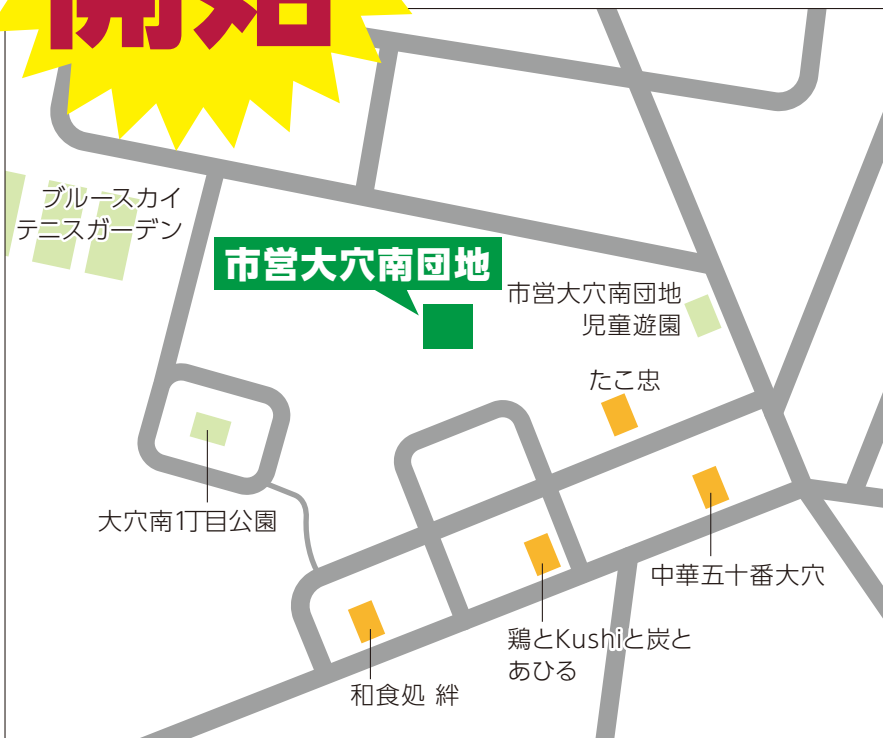 開始
ブルースカイ
テニスガーデン
市営大穴南団地
市営大穴南団地
児童遊園
たこ忠
大穴南1丁目公園
中華五十番大穴
鶏とKushiと炭と
あひる
和食処 絆